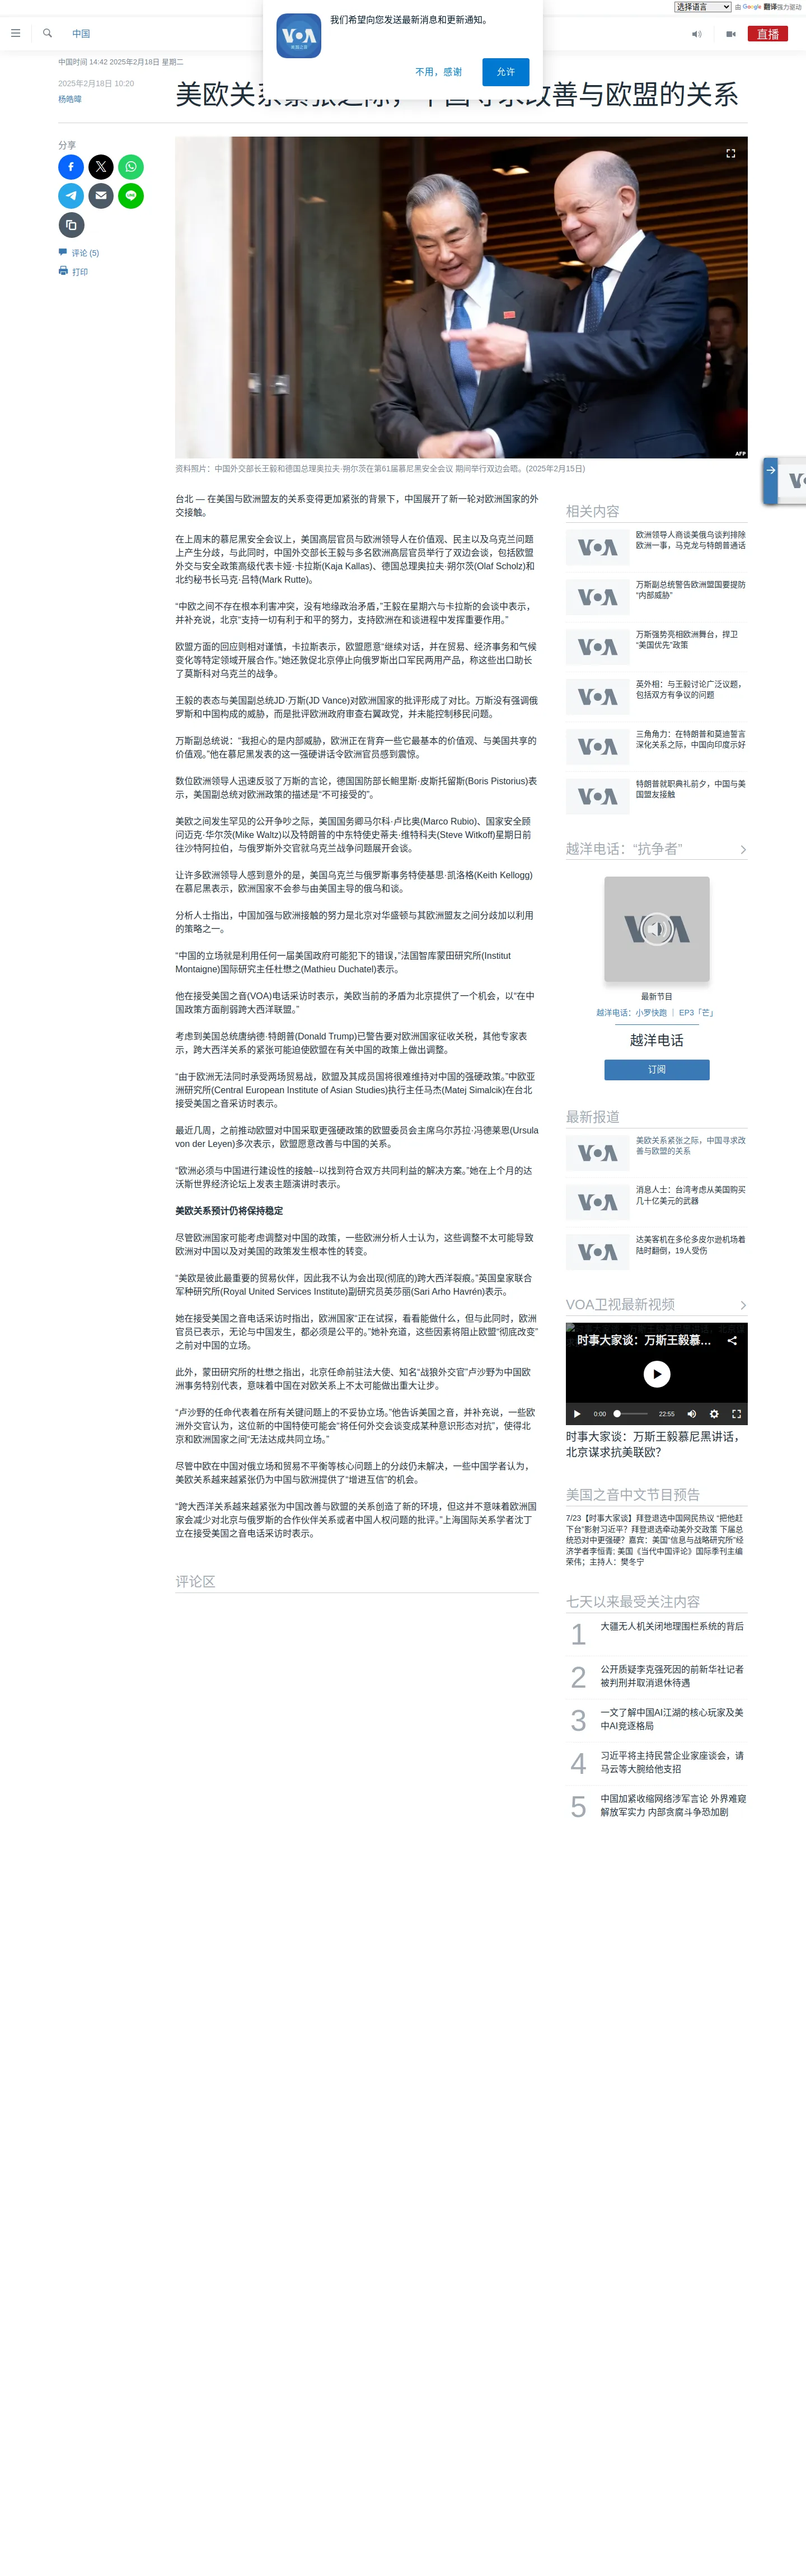 选择语言
由 Google 翻译强力驱动
中国
直播
我们希望向您发送最新消息和更新通知。
VOA
美国之音
不用，感谢
允许
中国时间 14:42 2025年2月18日 星期二
2025年2月18日 10:20
杨皓暐
美欧关系紧张之际，中国寻求改善与欧盟的关系
分享
评论 (5)
打印
AFP
资料照片：中国外交部长王毅和德国总理奥拉夫·朔尔茨在第61届慕尼黑安全会议 期间举行双边会晤。(2025年2月15日)
台北 — 在美国与欧洲盟友的关系变得更加紧张的背景下，中国展开了新一轮对欧洲国家的外
交接触。
在上周末的慕尼黑安全会议上，美国高层官员与欧洲领导人在价值观、民主以及乌克兰问题
上产生分歧，与此同时，中国外交部长王毅与多名欧洲高层官员举行了双边会谈，包括欧盟
外交与安全政策高级代表卡娅·卡拉斯(Kaja Kallas)、德国总理奥拉夫·朔尔茨(Olaf Scholz)和
北约秘书长马克·吕特(Mark Rutte)。
“中欧之间不存在根本利害冲突，没有地缘政治矛盾，”王毅在星期六与卡拉斯的会谈中表示，
并补充说，北京“支持一切有利于和平的努力，支持欧洲在和谈进程中发挥重要作用。”
欧盟方面的回应则相对谨慎，卡拉斯表示，欧盟愿意“继续对话，并在贸易、经济事务和气候
变化等特定领域开展合作。”她还敦促北京停止向俄罗斯出口军民两用产品，称这些出口助长
了莫斯科对乌克兰的战争。
王毅的表态与美国副总统JD·万斯(JD Vance)对欧洲国家的批评形成了对比。万斯没有强调俄
罗斯和中国构成的威胁，而是批评欧洲政府审查右翼政党，并未能控制移民问题。
万斯副总统说：“我担心的是内部威胁，欧洲正在背弃一些它最基本的价值观、与美国共享的
价值观。”他在慕尼黑发表的这一强硬讲话令欧洲官员感到震惊。
数位欧洲领导人迅速反驳了万斯的言论，德国国防部长鲍里斯·皮斯托留斯(Boris Pistorius)表
示，美国副总统对欧洲政策的描述是“不可接受的”。
美欧之间发生罕见的公开争吵之际，美国国务卿马尔科·卢比奥(Marco Rubio)、国家安全顾
问迈克·华尔茨(Mike Waltz)以及特朗普的中东特使史蒂夫·维特科夫(Steve Witkoff)星期日前
往沙特阿拉伯，与俄罗斯外交官就乌克兰战争问题展开会谈。
让许多欧洲领导人感到意外的是，美国乌克兰与俄罗斯事务特使基思·凯洛格(Keith Kellogg)
在慕尼黑表示，欧洲国家不会参与由美国主导的俄乌和谈。
分析人士指出，中国加强与欧洲接触的努力是北京对华盛顿与其欧洲盟友之间分歧加以利用
的策略之一。
“中国的立场就是利用任何一届美国政府可能犯下的错误，”法国智库蒙田研究所(Institut
Montaigne)国际研究主任杜懋之(Mathieu Duchatel)表示。
他在接受美国之音(VOA)电话采访时表示，美欧当前的矛盾为北京提供了一个机会，以“在中
国政策方面削弱跨大西洋联盟。”
考虑到美国总统唐纳德·特朗普(Donald Trump)已警告要对欧洲国家征收关税，其他专家表
示，跨大西洋关系的紧张可能迫使欧盟在有关中国的政策上做出调整。
“由于欧洲无法同时承受两场贸易战，欧盟及其成员国将很难维持对中国的强硬政策。”中欧亚
洲研究所(Central European Institute of Asian Studies)执行主任马杰(Matej Simalcik)在台北
接受美国之音采访时表示。
最近几周，之前推动欧盟对中国采取更强硬政策的欧盟委员会主席乌尔苏拉·冯德莱恩(Ursula
von der Leyen)多次表示，欧盟愿意改善与中国的关系。
“欧洲必须与中国进行建设性的接触--以找到符合双方共同利益的解决方案。”她在上个月的达
沃斯世界经济论坛上发表主题演讲时表示。
美欧关系预计仍将保持稳定
尽管欧洲国家可能考虑调整对中国的政策，一些欧洲分析人士认为，这些调整不太可能导致
欧洲对中国以及对美国的政策发生根本性的转变。
“美欧是彼此最重要的贸易伙伴，因此我不认为会出现(彻底的)跨大西洋裂痕。”英国皇家联合
军种研究所(Royal United Services Institute)副研究员英莎丽(Sari Arho Havrén)表示。
她在接受美国之音电话采访时指出，欧洲国家“正在试探，看看能做什么，但与此同时，欧洲
官员已表示，无论与中国发生，都必须是公平的。”她补充道，这些因素将阻止欧盟“彻底改变”
之前对中国的立场。
此外，蒙田研究所的杜懋之指出，北京任命前驻法大使、知名“战狼外交官”卢沙野为中国欧
洲事务特别代表，意味着中国在对欧关系上不太可能做出重大让步。
“卢沙野的任命代表着在所有关键问题上的不妥协立场。”他告诉美国之音，并补充说，一些欧
洲外交官认为，这位新的中国特使可能会“将任何外交会谈变成某种意识形态对抗”，使得北
京和欧洲国家之间“无法达成共同立场。”
尽管中欧在中国对俄立场和贸易不平衡等核心问题上的分歧仍未解决，一些中国学者认为，
美欧关系越来越紧张仍为中国与欧洲提供了“增进互信”的机会。
“跨大西洋关系越来越紧张为中国改善与欧盟的关系创造了新的环境，但这并不意味着欧洲国
家会减少对北京与俄罗斯的合作伙伴关系或者中国人权问题的批评。”上海国际关系学者沈丁
立在接受美国之音电话采访时表示。
评论区
相关内容
欧洲领导人商谈美俄乌谈判排除
欧洲一事，马克龙与特朗普通话
万斯副总统警告欧洲盟国要提防
“内部威胁”
万斯强势亮相欧洲舞台，捍卫
“美国优先”政策
英外相：与王毅讨论广泛议题，
包括双方有争议的问题
三角角力：在特朗普和莫迪誓言
深化关系之际，中国向印度示好
特朗普就职典礼前夕，中国与美
国盟友接触
越洋电话：“抗争者”
最新节目
越洋电话：小罗快跑 ｜ EP3「芒」
越洋电话
订阅
最新报道
美欧关系紧张之际，中国寻求改
善与欧盟的关系
消息人士：台湾考虑从美国购买
几十亿美元的武器
达美客机在多伦多皮尔逊机场着
陆时翻倒，19人受伤
VOA卫视最新视频
时事大家谈：万斯王毅慕…
0:00
22:55
时事大家谈：万斯王毅慕尼黑讲话，
北京谋求抗美联欧？
美国之音中文节目预告
7/23【时事大家谈】拜登退选中国网民热议 “把他赶
下台”影射习近平？拜登退选牵动美外交政策 下届总
统恐对中更强硬？嘉宾：美国“信息与战略研究所”经
济学者李恒青; 美国《当代中国评论》国际季刊主编
荣伟；主持人：樊冬宁
七天以来最受关注内容
1 大疆无人机关闭地理围栏系统的背后
2 公开质疑李克强死因的前新华社记者
被判刑并取消退休待遇
3 一文了解中国AI江湖的核心玩家及美
中AI竞逐格局
4 习近平将主持民营企业家座谈会，请
马云等大腕给他支招
5 中国加紧收缩网络涉军言论 外界难窥
解放军实力 内部贪腐斗争恐加剧